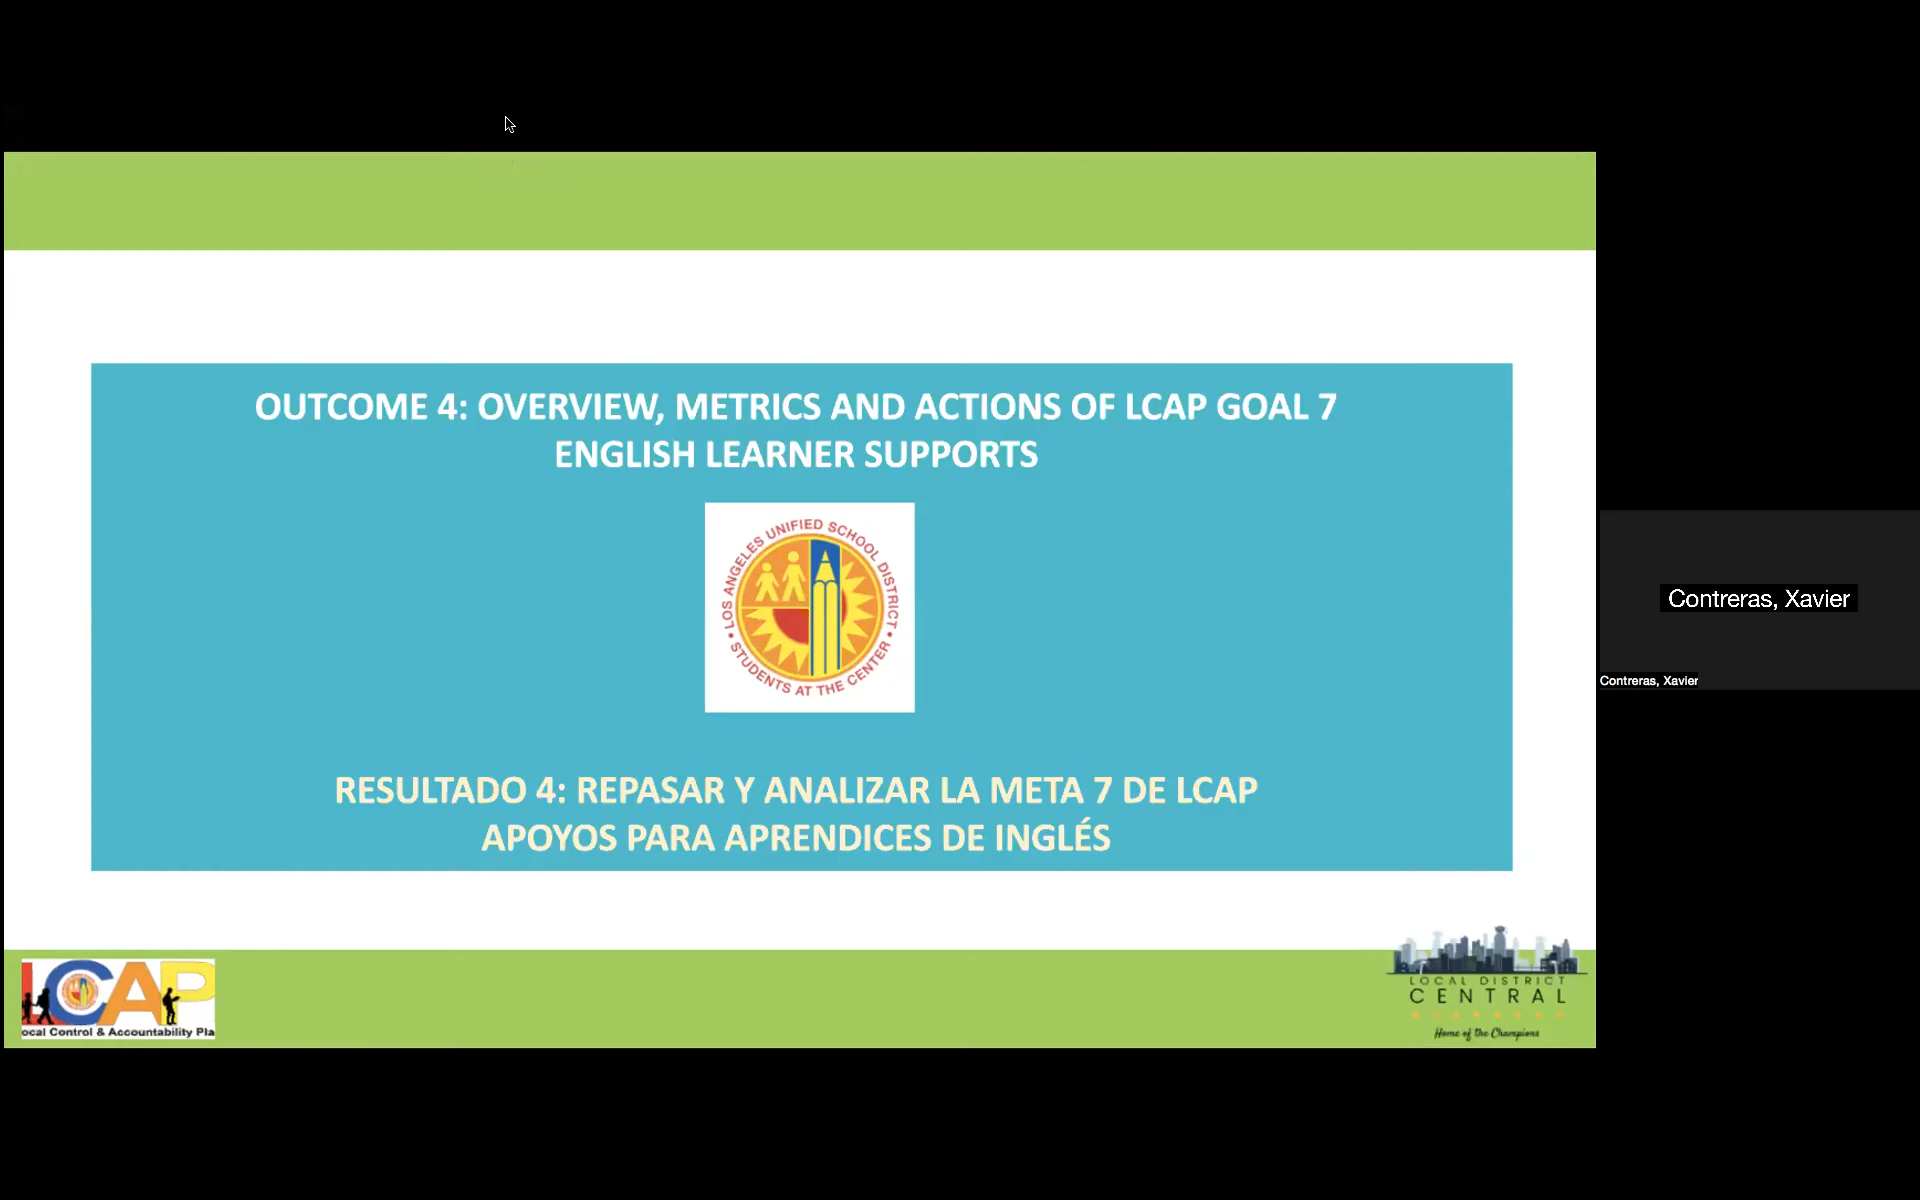 OUTCOME 4: OVERVIEW, METRICS AND ACTIONS OF LCAP GOAL 7
ENGLISH LEARNER SUPPORTS
LOS ANGELES UNIFIED SCHOOL DISTRICT
• STUDENTS AT THE CENTER •
RESULTADO 4: REPASAR Y ANALIZAR LA META 7 DE LCAP
APOYOS PARA APRENDICES DE INGLÉS
Contreras, Xavier
Contreras, Xavier
LCAP
ocal Control & Accountability Pla
LOCAL DISTRICT
CENTRAL
Home of the Champions